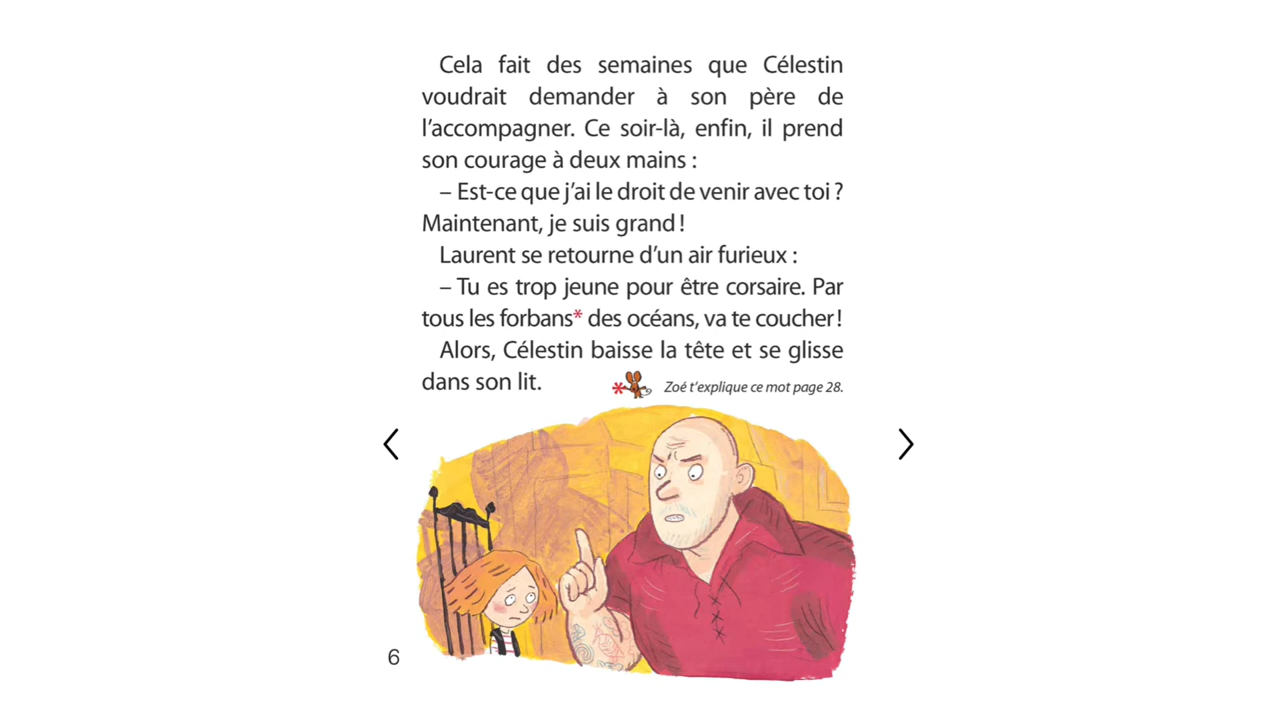 Cela fait des semaines que Célestin
voudrait demander à son père de
l’accompagner. Ce soir-là, enfin, il prend
son courage à deux mains :
– Est-ce que j’ai le droit de venir avec toi ?
Maintenant, je suis grand !
Laurent se retourne d’un air furieux :
– Tu es trop jeune pour être corsaire. Par
tous les forbans* des océans, va te coucher !
Alors, Célestin baisse la tête et se glisse
dans son lit.
* Zoé t’explique ce mot page 28.
6